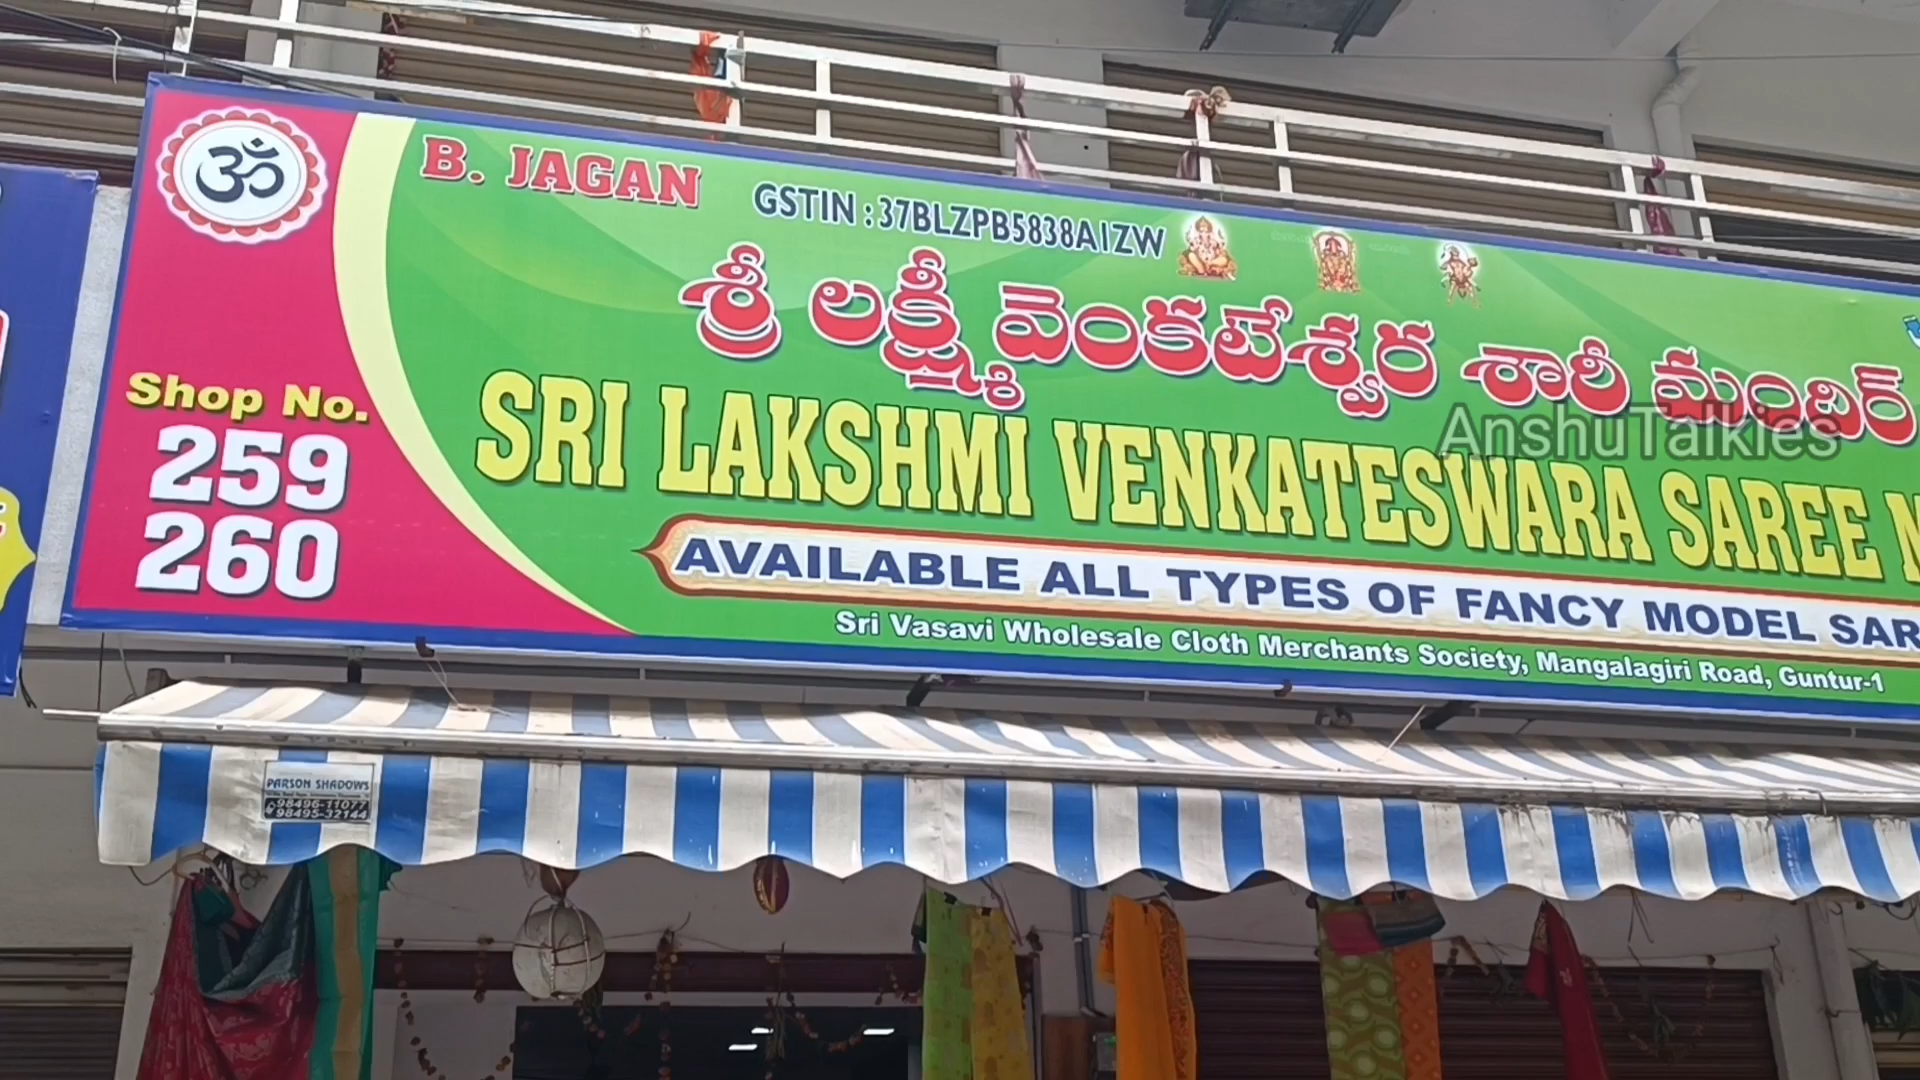 ॐ
B. JAGAN
GSTIN : 37BLZPB5838A1ZW
శ్రీ లక్ష్మీ వెంకటేశ్వర శారీ మందిర్
Shop No.
259
260
SRI LAKSHMI VENKATESWARA SAREE M
AVAILABLE ALL TYPES OF FANCY MODEL SAR
Sri Vasavi Wholesale Cloth Merchants Society, Mangalagiri Road, Guntur-1
AnshuTalkies
PARSON SHADOWS
98496-11077
98495-32144